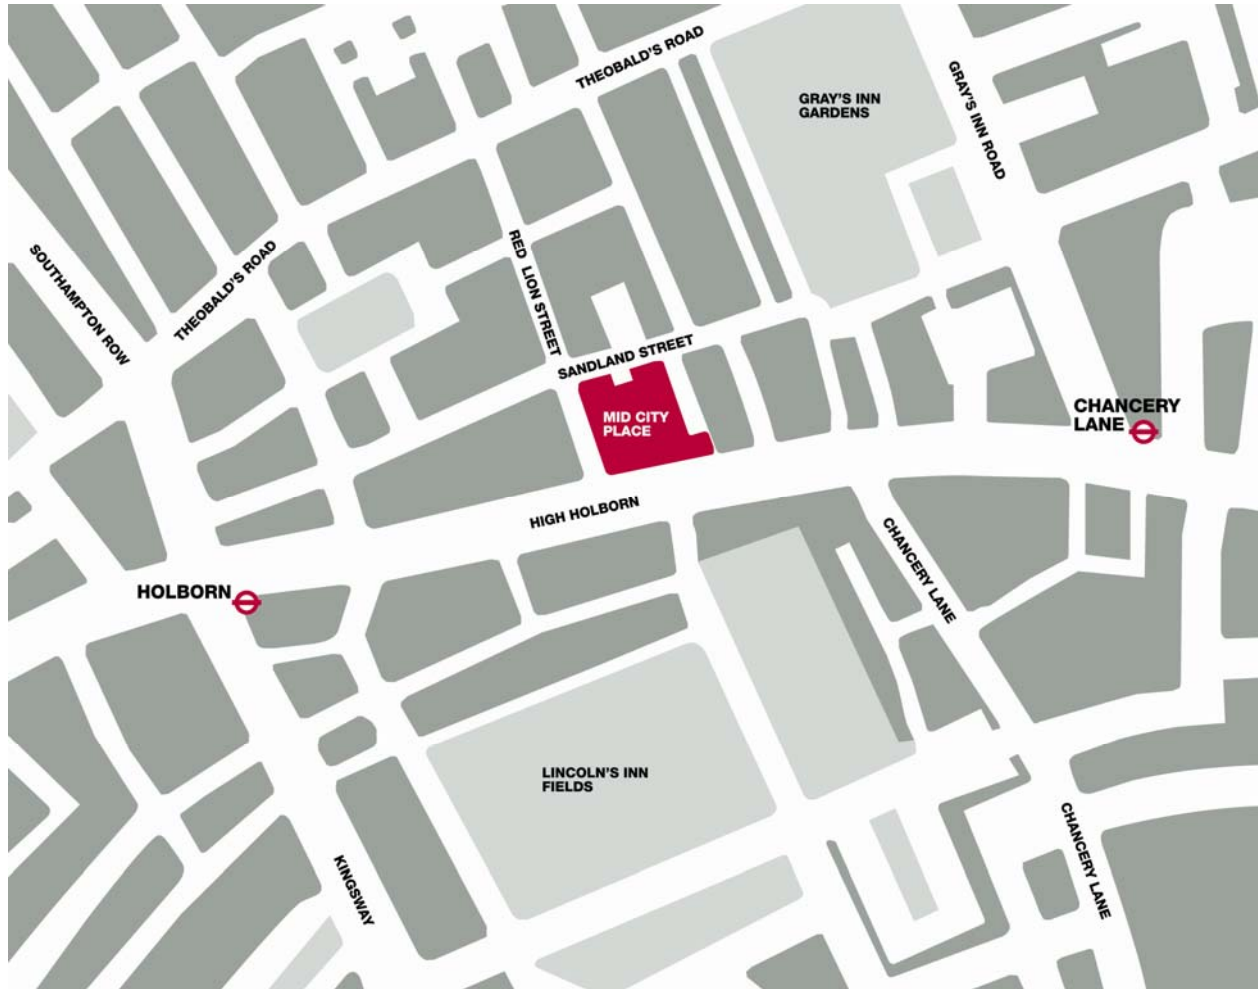 THEOBALD'S ROAD
GRAY'S INN
GARDENS
GRAY'S INN ROAD
SOUTHAMPTON ROW
THEOBALD'S ROAD
RED LION STREET
SANDLAND STREET
MID CITY
PLACE
CHANCERY
LANE
HIGH HOLBORN
CHANCERY LANE
HOLBORN
LINCOLN'S INN
FIELDS
KINGSWAY
CHANCERY LANE